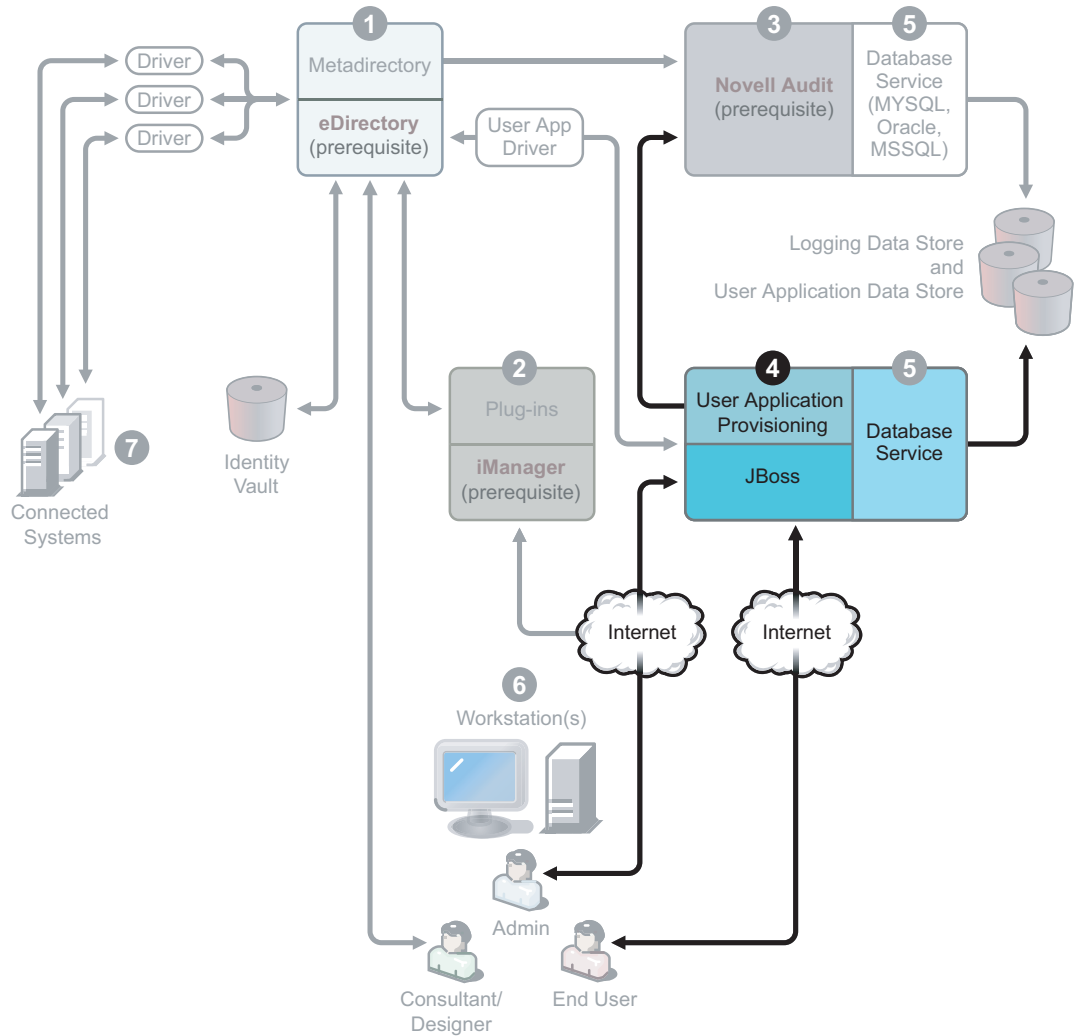 1
3
5
Driver
Driver
Driver
Metadirectory
eDirectory
(prerequisite)
User App
Driver
Novell Audit
(prerequisite)
Database
Service
(MYSQL,
Oracle,
MSSQL)
Logging Data Store
and
User Application Data Store
2
4
5
Plug-ins
iManager
(prerequisite)
User Application
Provisioning
JBoss
Database
Service
7
Connected
Systems
Identity
Vault
Internet
Internet
6
Workstation(s)
Admin
Consultant/
Designer
End User